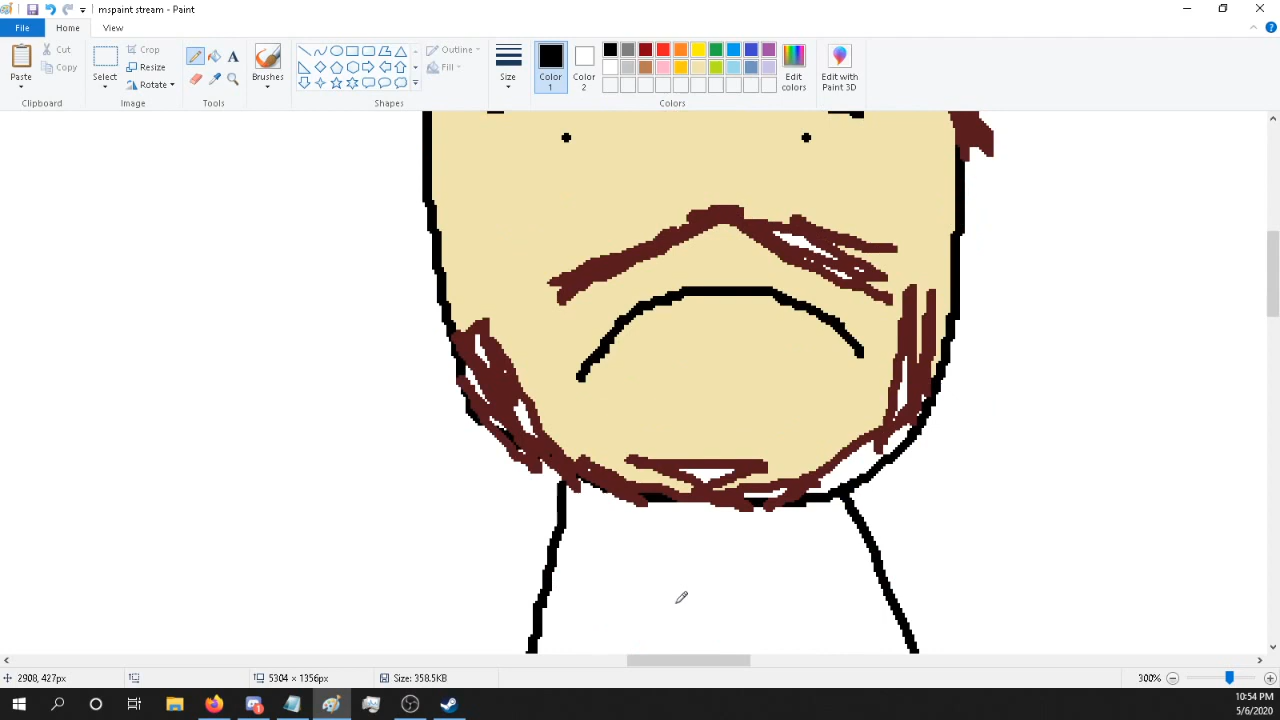 mspaint stream - Paint
File Home View
Paste
Cut
Copy
Clipboard
Select
Crop
Resize
Rotate
Image
A
Tools
Brushes
Outline
Fill
Shapes
Size
Color 1
Color 2
Edit colors
Colors
Edit with Paint 3D
2908, 427px
5304 × 1356px
Size: 358.5KB
300%
10:54 PM
5/6/2020